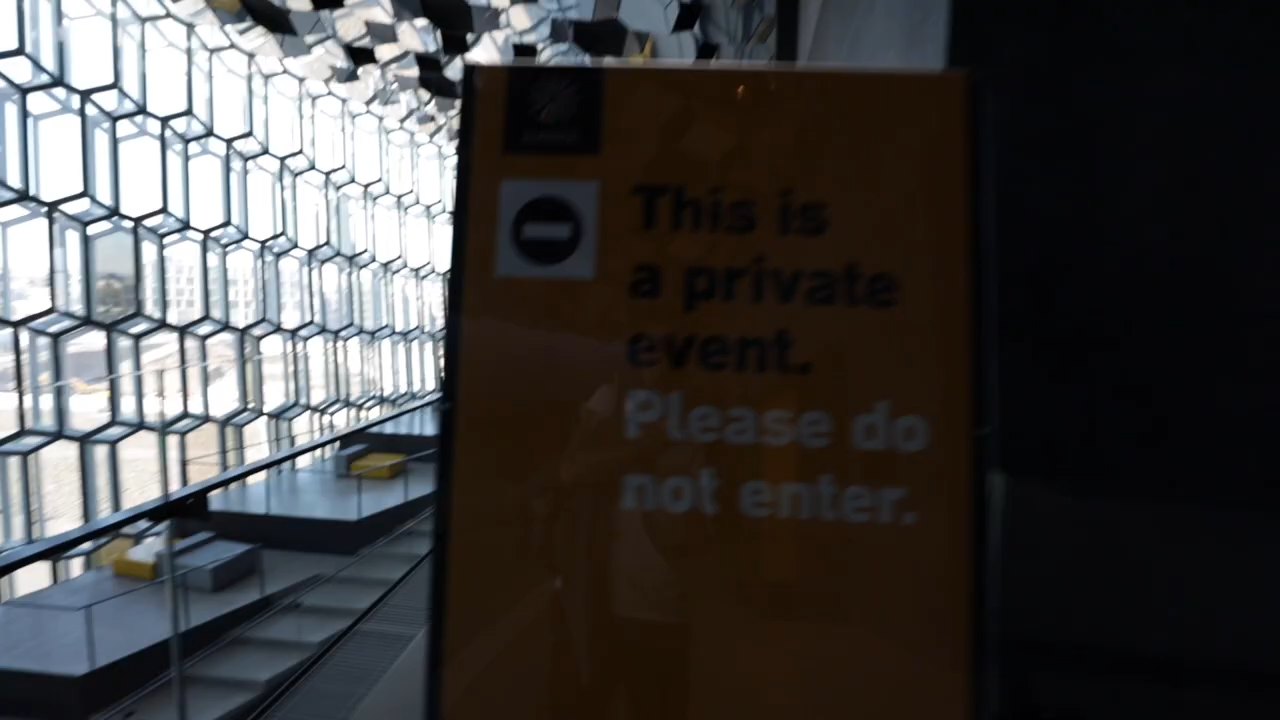 This is
a private
event.
Please do
not enter.